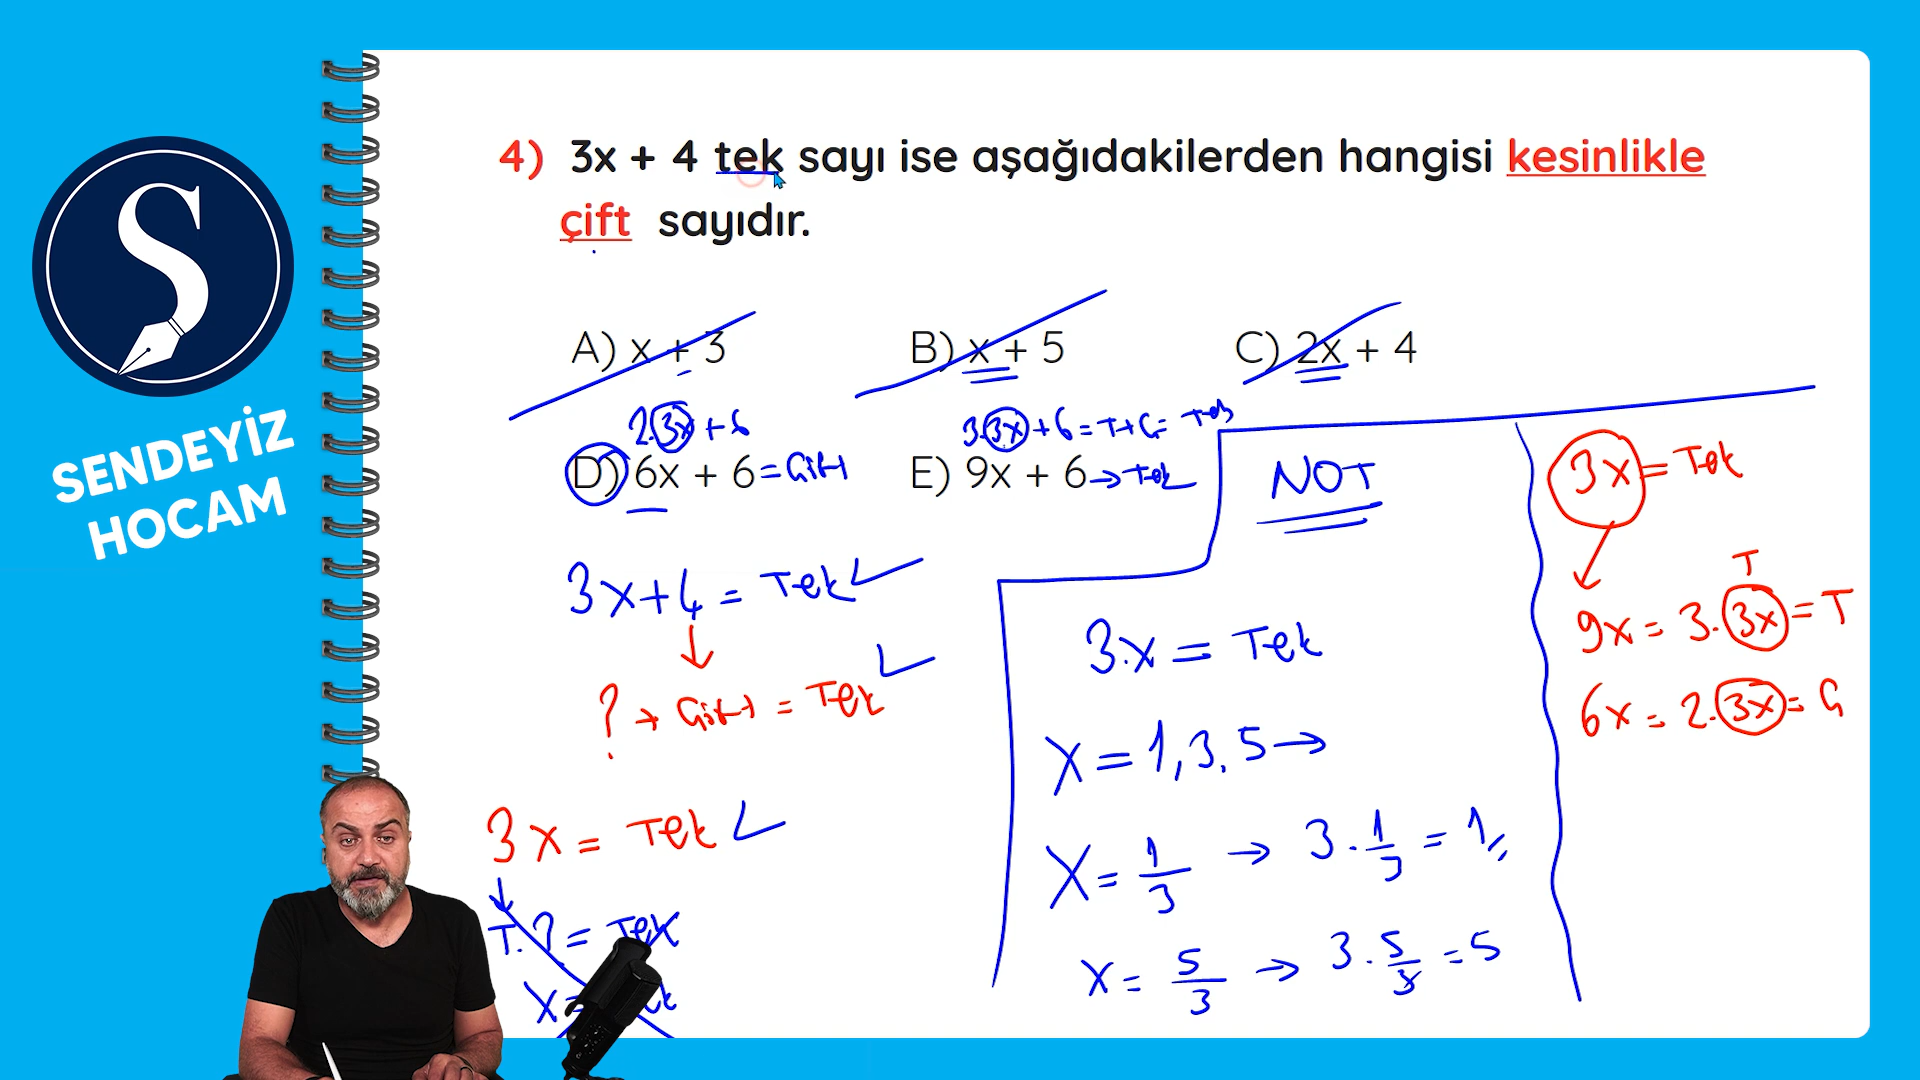 SENDEYİZ
HOCAM
4) 3x + 4 tek sayı ise aşağıdakilerden hangisi kesinlikle
çift sayıdır.
A) x + 3 B) x + 5 C) 2x + 4
2.3x + 6 3.3x + 6 = T + Ç = Tek
D) 6x + 6 = Çift E) 9x + 6 → Tek
NOT
3x + 4 = Tek
? + Çift = Tek
3x = Tek
T.? = Tek
x =
3.x = Tek
x = 1, 3, 5 →
x = 1/3 → 3.1/3 = 1
x = 5/3 → 3.5/3 = 5
3x = Tek
T
9x = 3.3x = T
6x = 2.3x = Ç